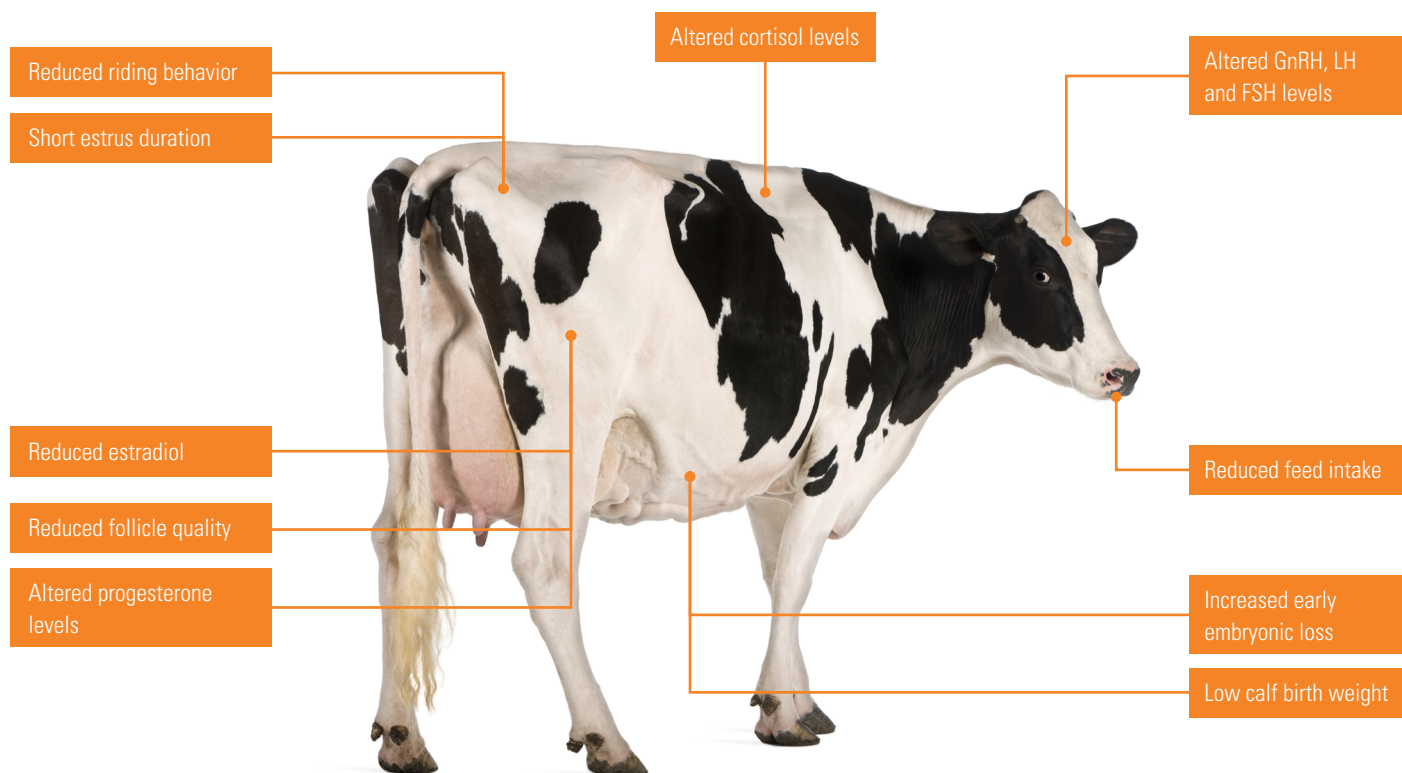 Altered cortisol levels
Reduced riding behavior
Short estrus duration
Altered GnRH, LH
and FSH levels
Reduced estradiol
Reduced follicle quality
Altered progesterone
levels
Reduced feed intake
Increased early
embryonic loss
Low calf birth weight